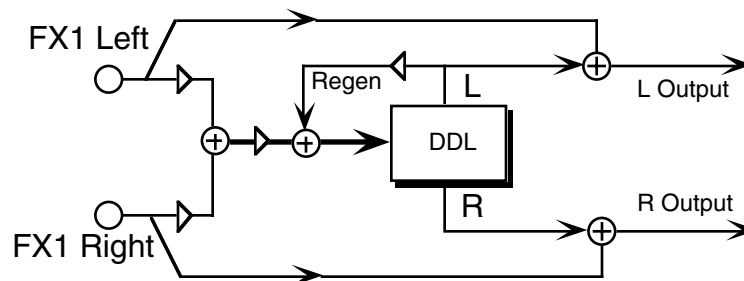 FX1 Left
Regen
L
L Output
DDL
R
R Output
FX1 Right